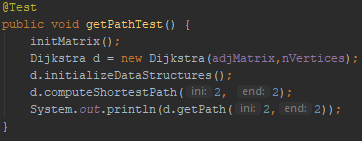 @Test
public void getPathTest() {
initMatrix();
Dijkstra d = new Dijkstra(adjMatrix,nVertices);
d.initializeDataStructures();
d.computeShortestPath( ini: 2, end: 2);
System.out.println(d.getPath( ini: 2, end: 2));
}